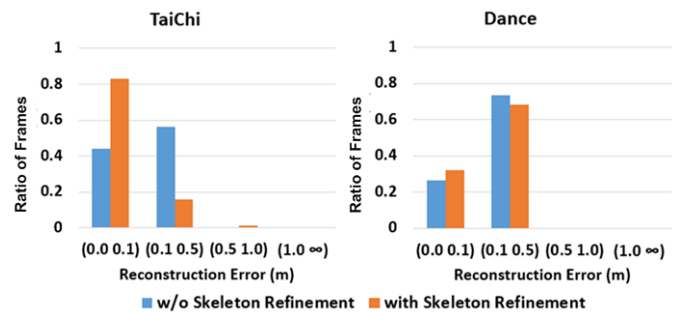 TaiChi
Ratio of Frames
1
0.8
0.6
0.4
0.2
0
(0.0 0.1) (0.1 0.5) (0.5 1.0) (1.0 ∞)
Reconstruction Error (m)
Dance
Ratio of Frames
1
0.8
0.6
0.4
0.2
0
(0.0 0.1) (0.1 0.5) (0.5 1.0) (1.0 ∞)
Reconstruction Error (m)
w/o Skeleton Refinement with Skeleton Refinement